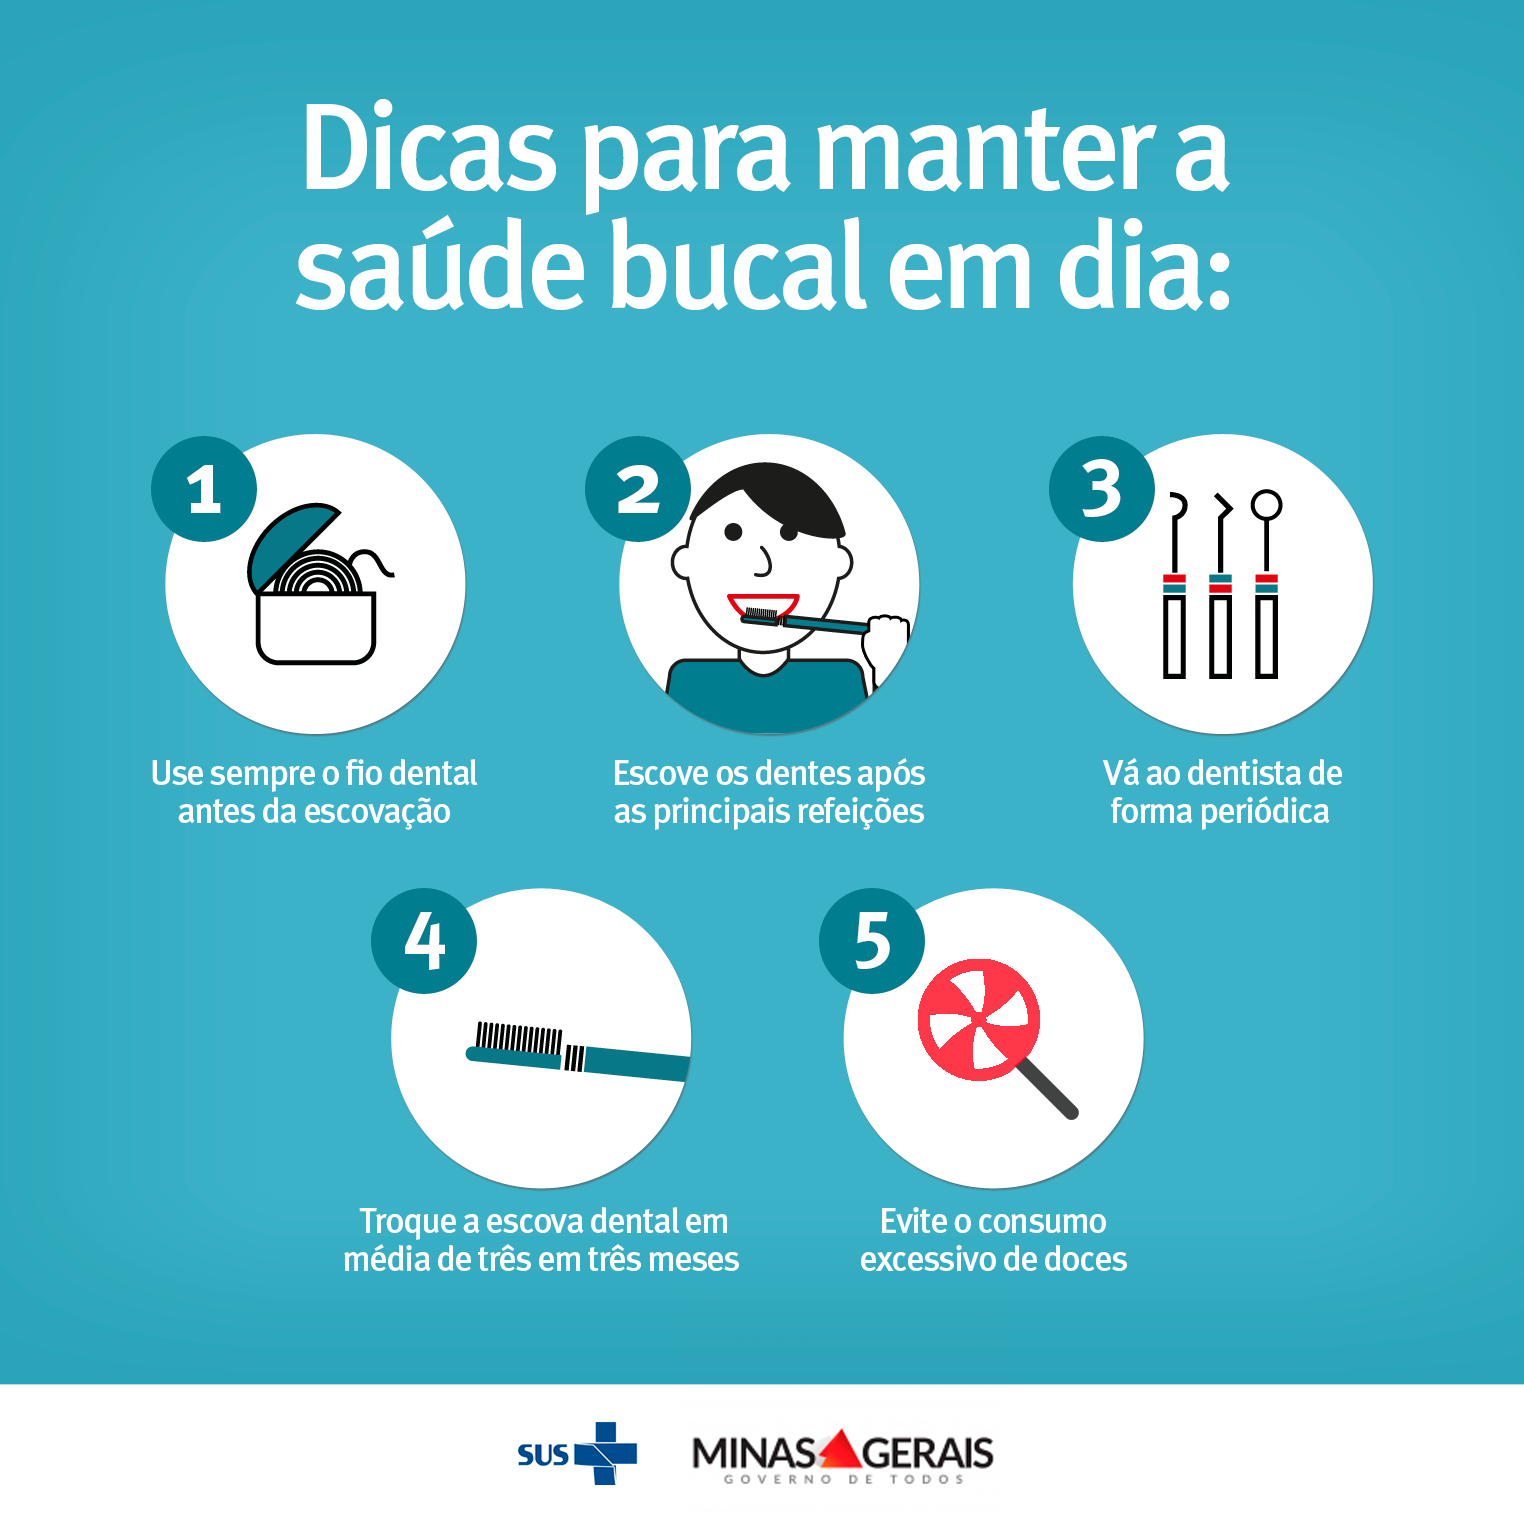 Dicas para manter a
saúde bucal em dia:
1
Use sempre o fio dental
antes da escovação
2
Escove os dentes após
as principais refeições
3
Vá ao dentista de
forma periódica
4
Troque a escova dental em
média de três em três meses
5
Evite o consumo
excessivo de doces
SUS
MINAS GERAIS
GOVERNO DE TODOS